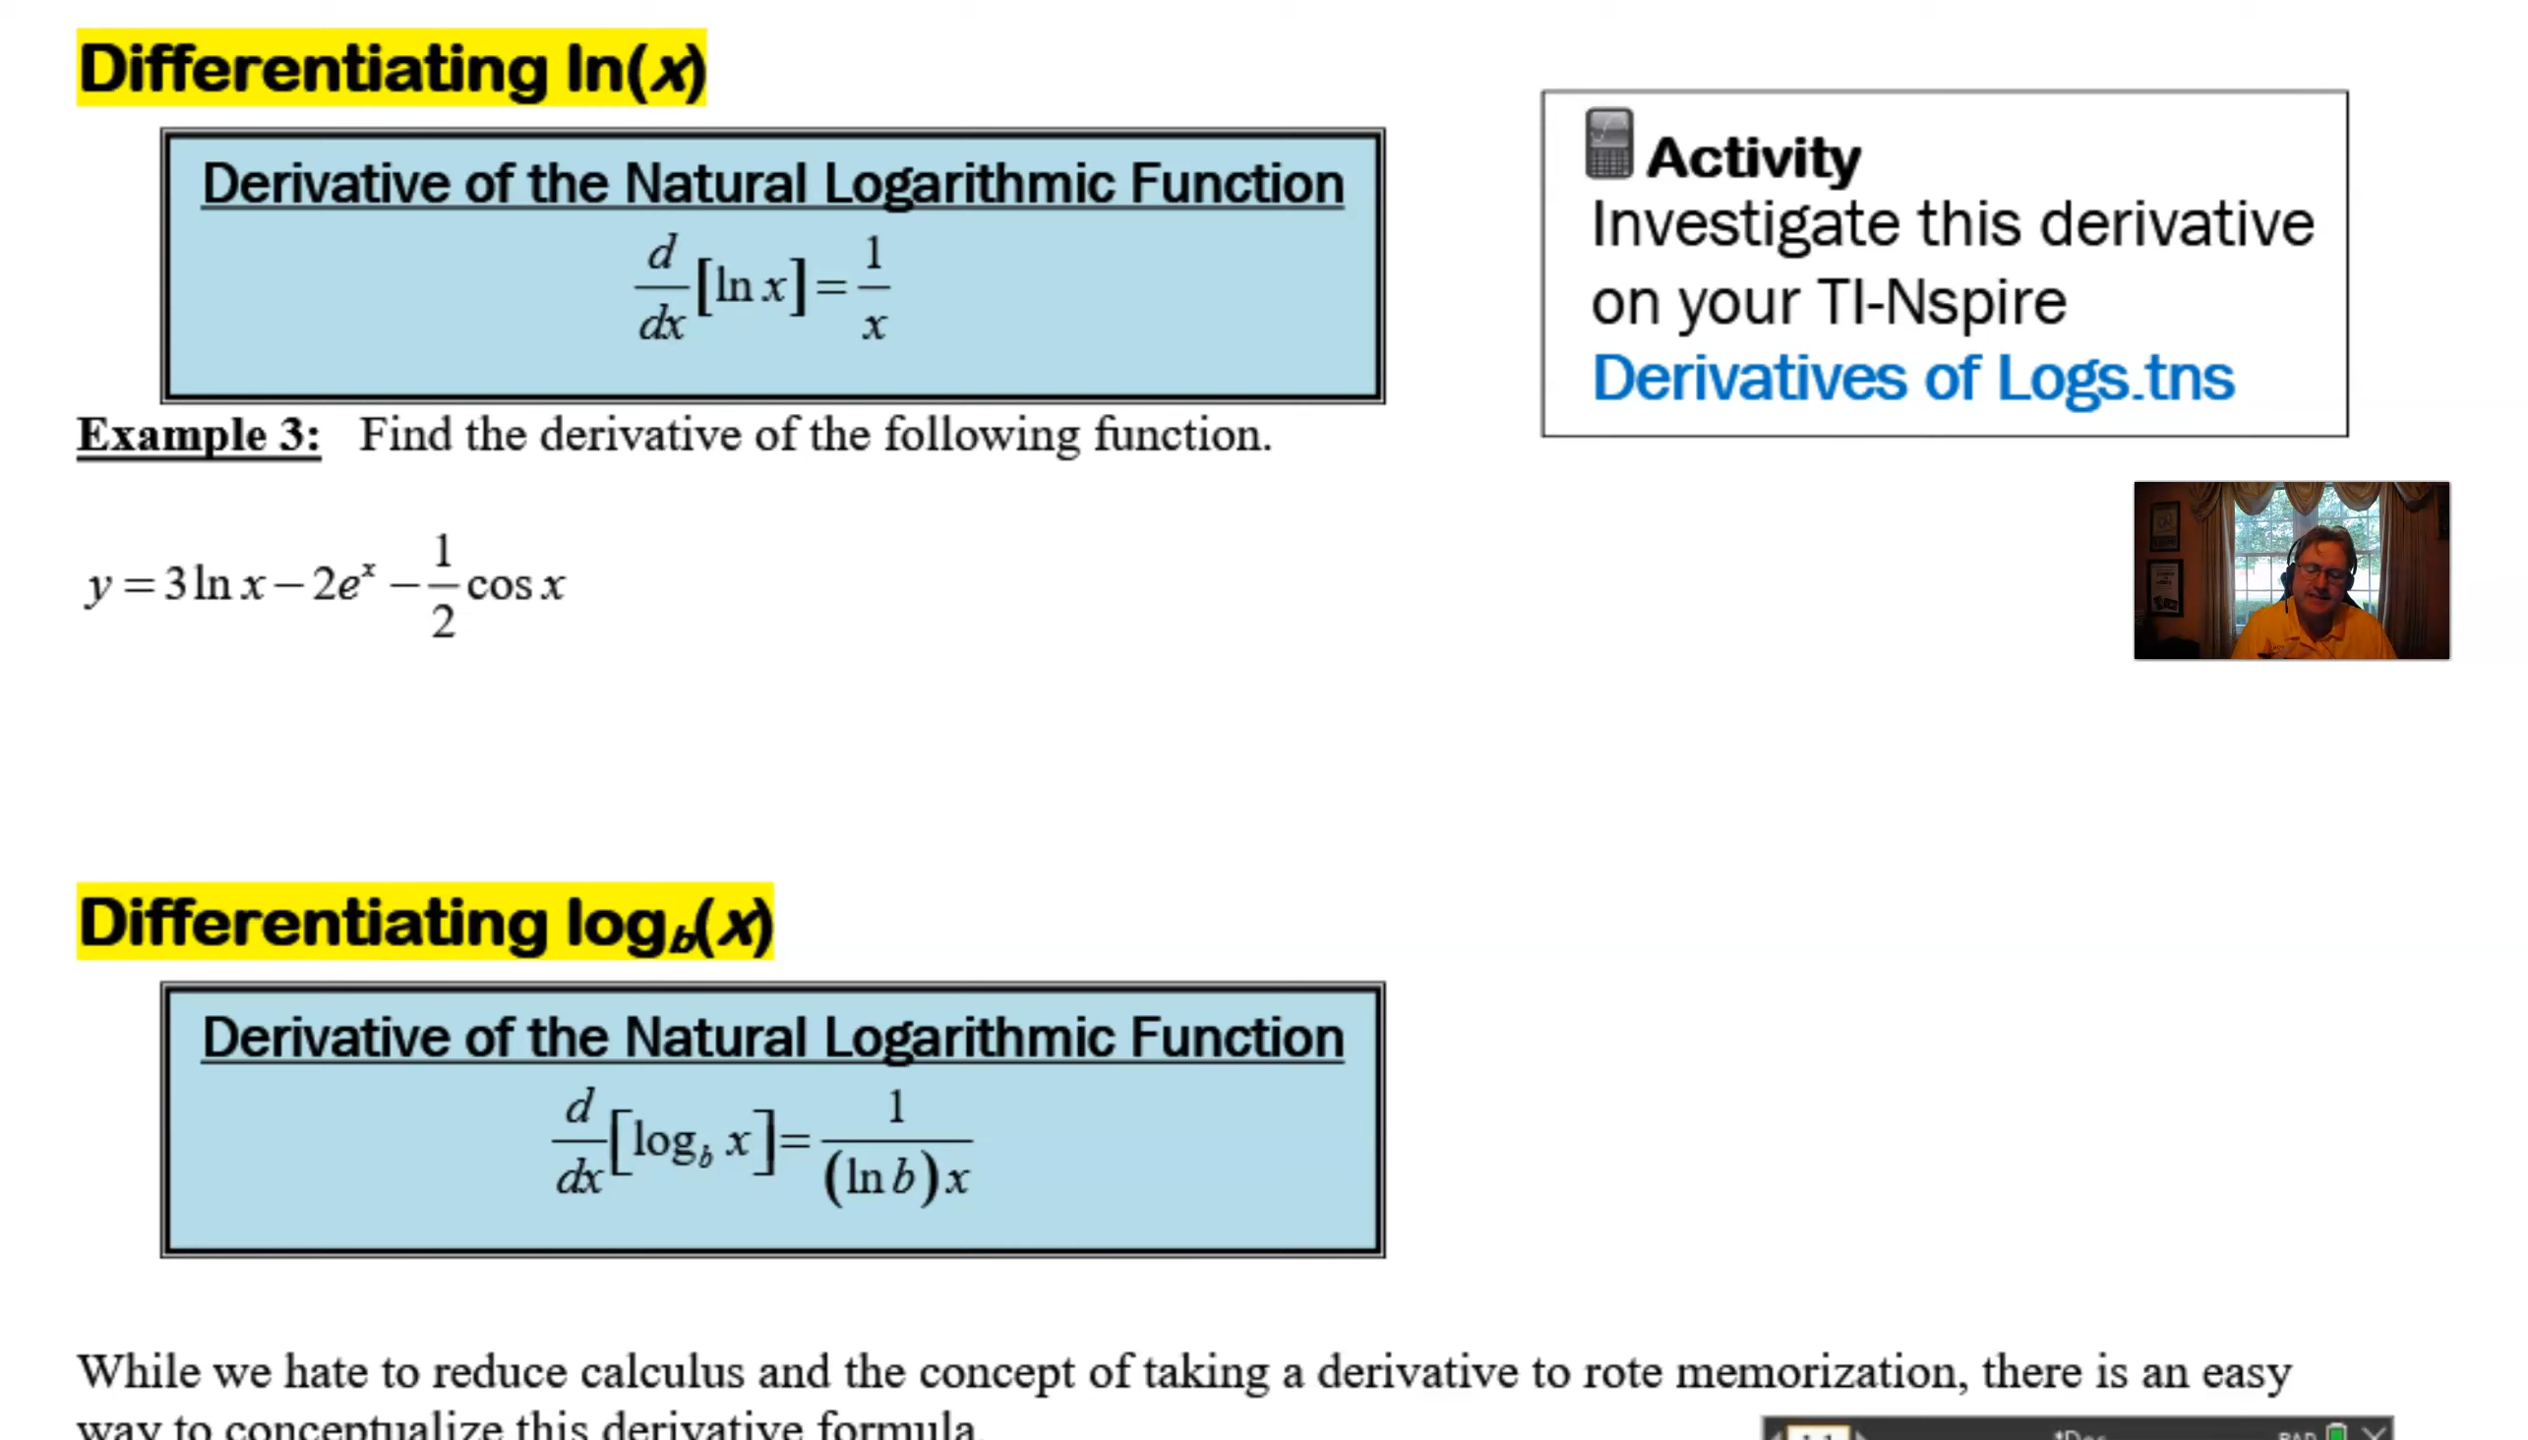 Differentiating ln(x)
Derivative of the Natural Logarithmic Function
d/dx [ln x] = 1/x
Activity
Investigate this derivative
on your TI-Nspire
Derivatives of Logs.tns
Example 3: Find the derivative of the following function.
y = 3 ln x − 2eˣ − 1/2 cos x
Differentiating log_b(x)
Derivative of the Natural Logarithmic Function
d/dx [log_b x] = 1/((ln b) x)
While we hate to reduce calculus and the concept of taking a derivative to rote memorization, there is an easy
way to conceptualize this derivative formula.